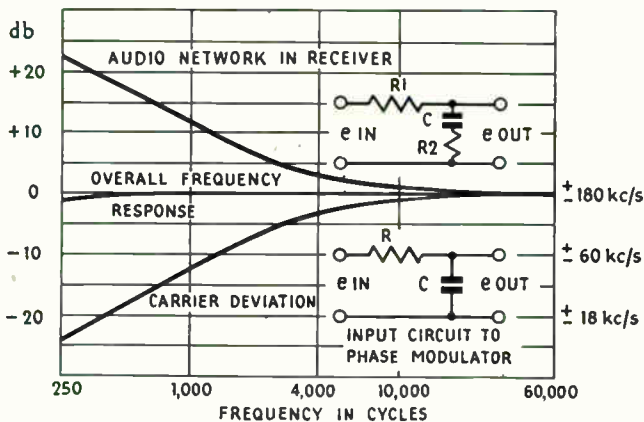 db
+20
+10
0
-10
-20
AUDIO NETWORK IN RECEIVER
R1
e IN
C
R2
e OUT
OVERALL FREQUENCY
RESPONSE
± 180 kc/s
R
e IN
C
e OUT
± 60 kc/s
CARRIER DEVIATION
INPUT CIRCUIT TO
PHASE MODULATOR
± 18 kc/s
250
1,000
4,000
10,000
60,000
FREQUENCY IN CYCLES